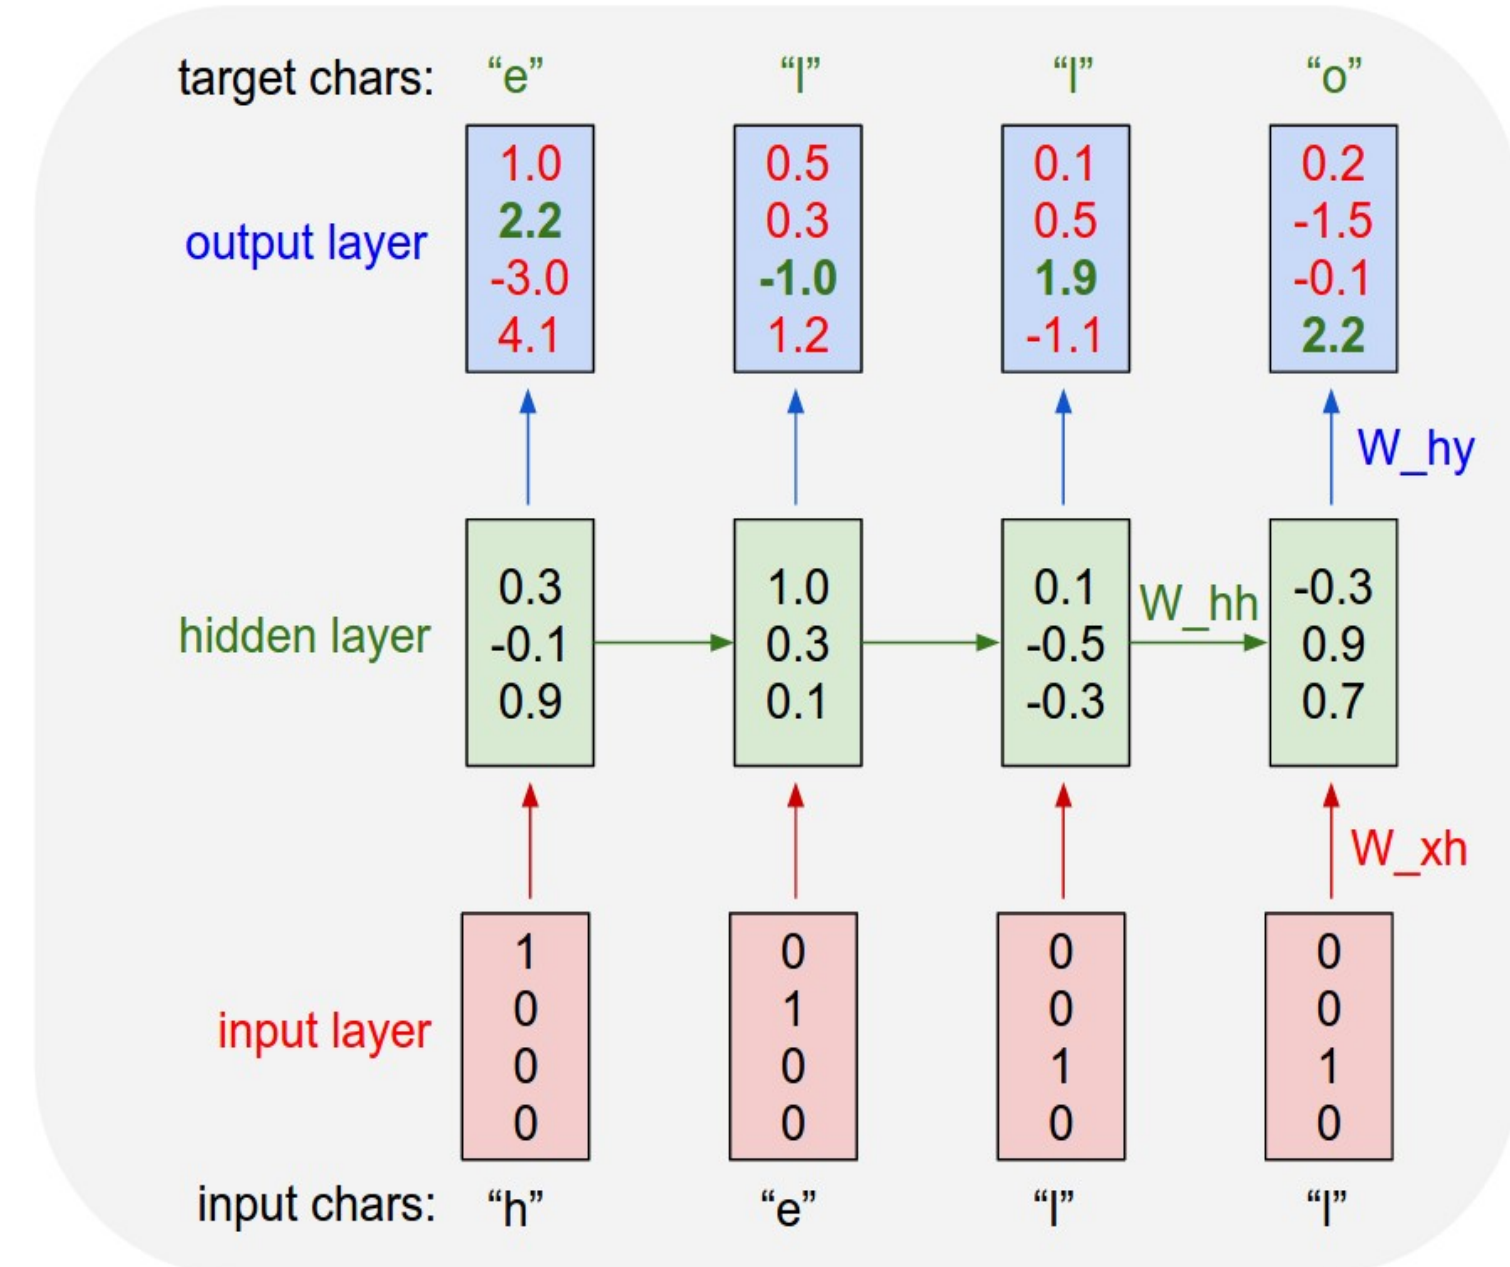 target chars: “e” “l” “l” “o”
1.0 0.5 0.1 0.2
2.2 0.3 0.5 -1.5
output layer
-3.0 -1.0 1.9 -0.1
4.1 1.2 -1.1 2.2
W_hy
0.3 1.0 0.1 -0.3
W_hh
hidden layer -0.1 0.3 -0.5 0.9
0.9 0.1 -0.3 0.7
W_xh
1 0 0 0
0 1 0 0
input layer
0 0 1 1
0 0 0 0
input chars: “h” “e” “l” “l”